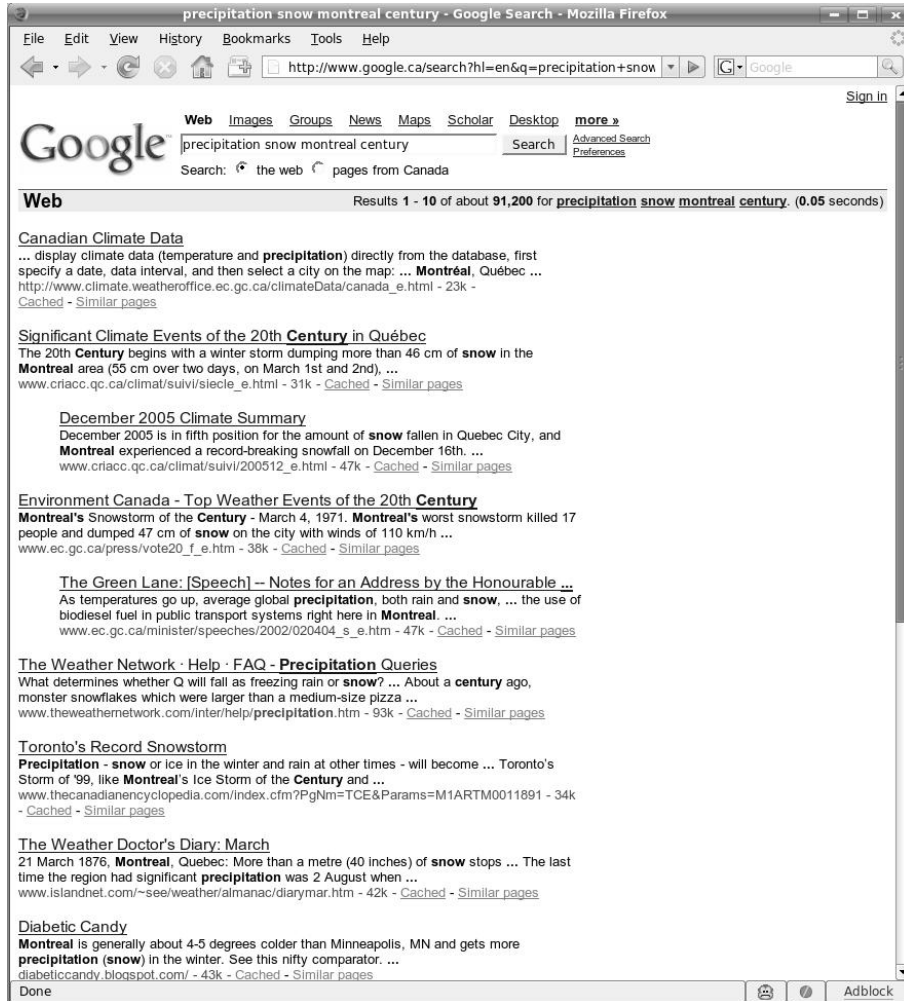 precipitation snow montreal century - Google Search - Mozilla Firefox
File Edit View History Bookmarks Tools Help
http://www.google.ca/search?hl=en&q=precipitation+snow
G Google
Sign in
Web Images Groups News Maps Scholar Desktop more »
Google™
precipitation snow montreal century
Search
Advanced Search
Preferences
Search: the web pages from Canada
Web Results 1 - 10 of about 91,200 for precipitation snow montreal century. (0.05 seconds)
Canadian Climate Data
... display climate data (temperature and precipitation) directly from the database, first
specify a date, data interval, and then select a city on the map: ... Montréal, Québec ...
http://www.climate.weatheroffice.ec.gc.ca/climateData/canada_e.html - 23k -
Cached - Similar pages
Significant Climate Events of the 20th Century in Québec
The 20th Century begins with a winter storm dumping more than 46 cm of snow in the
Montreal area (55 cm over two days, on March 1st and 2nd), ...
www.criacc.qc.ca/climat/suivi/siecle_e.html - 31k - Cached - Similar pages
December 2005 Climate Summary
December 2005 is in fifth position for the amount of snow fallen in Quebec City, and
Montreal experienced a record-breaking snowfall on December 16th. ...
www.criacc.qc.ca/climat/suivi/200512_e.html - 47k - Cached - Similar pages
Environment Canada - Top Weather Events of the 20th Century
Montreal's Snowstorm of the Century - March 4, 1971. Montreal's worst snowstorm killed 17
people and dumped 47 cm of snow on the city with winds of 110 km/h ...
www.ec.gc.ca/press/vote20_f_e.htm - 38k - Cached - Similar pages
The Green Lane: [Speech] -- Notes for an Address by the Honourable ...
As temperatures go up, average global precipitation, both rain and snow, ... the use of
biodiesel fuel in public transport systems right here in Montreal. ...
www.ec.gc.ca/minister/speeches/2002/020404_s_e.htm - 47k - Cached - Similar pages
The Weather Network · Help · FAQ - Precipitation Queries
What determines whether Q will fall as freezing rain or snow? ... About a century ago,
monster snowflakes which were larger than a medium-size pizza ...
www.theweathernetwork.com/inter/help/precipitation.htm - 93k - Cached - Similar pages
Toronto's Record Snowstorm
Precipitation - snow or ice in the winter and rain at other times - will become ... Toronto's
Storm of '99, like Montreal's Ice Storm of the Century and ...
www.thecanadianencyclopedia.com/index.cfm?PgNm=TCE&Params=M1ARTM0011891 - 34k
- Cached - Similar pages
The Weather Doctor's Diary: March
21 March 1876, Montreal, Quebec: More than a metre (40 inches) of snow stops ... The last
time the region had significant precipitation was 2 August when ...
www.islandnet.com/~see/weather/almanac/diarymar.htm - 42k - Cached - Similar pages
Diabetic Candy
Montreal is generally about 4-5 degrees colder than Minneapolis, MN and gets more
precipitation (snow) in the winter. See this nifty comparator. ...
diabeticcandy.blogspot.com/ - 43k - Cached - Similar pages
Done Adblock